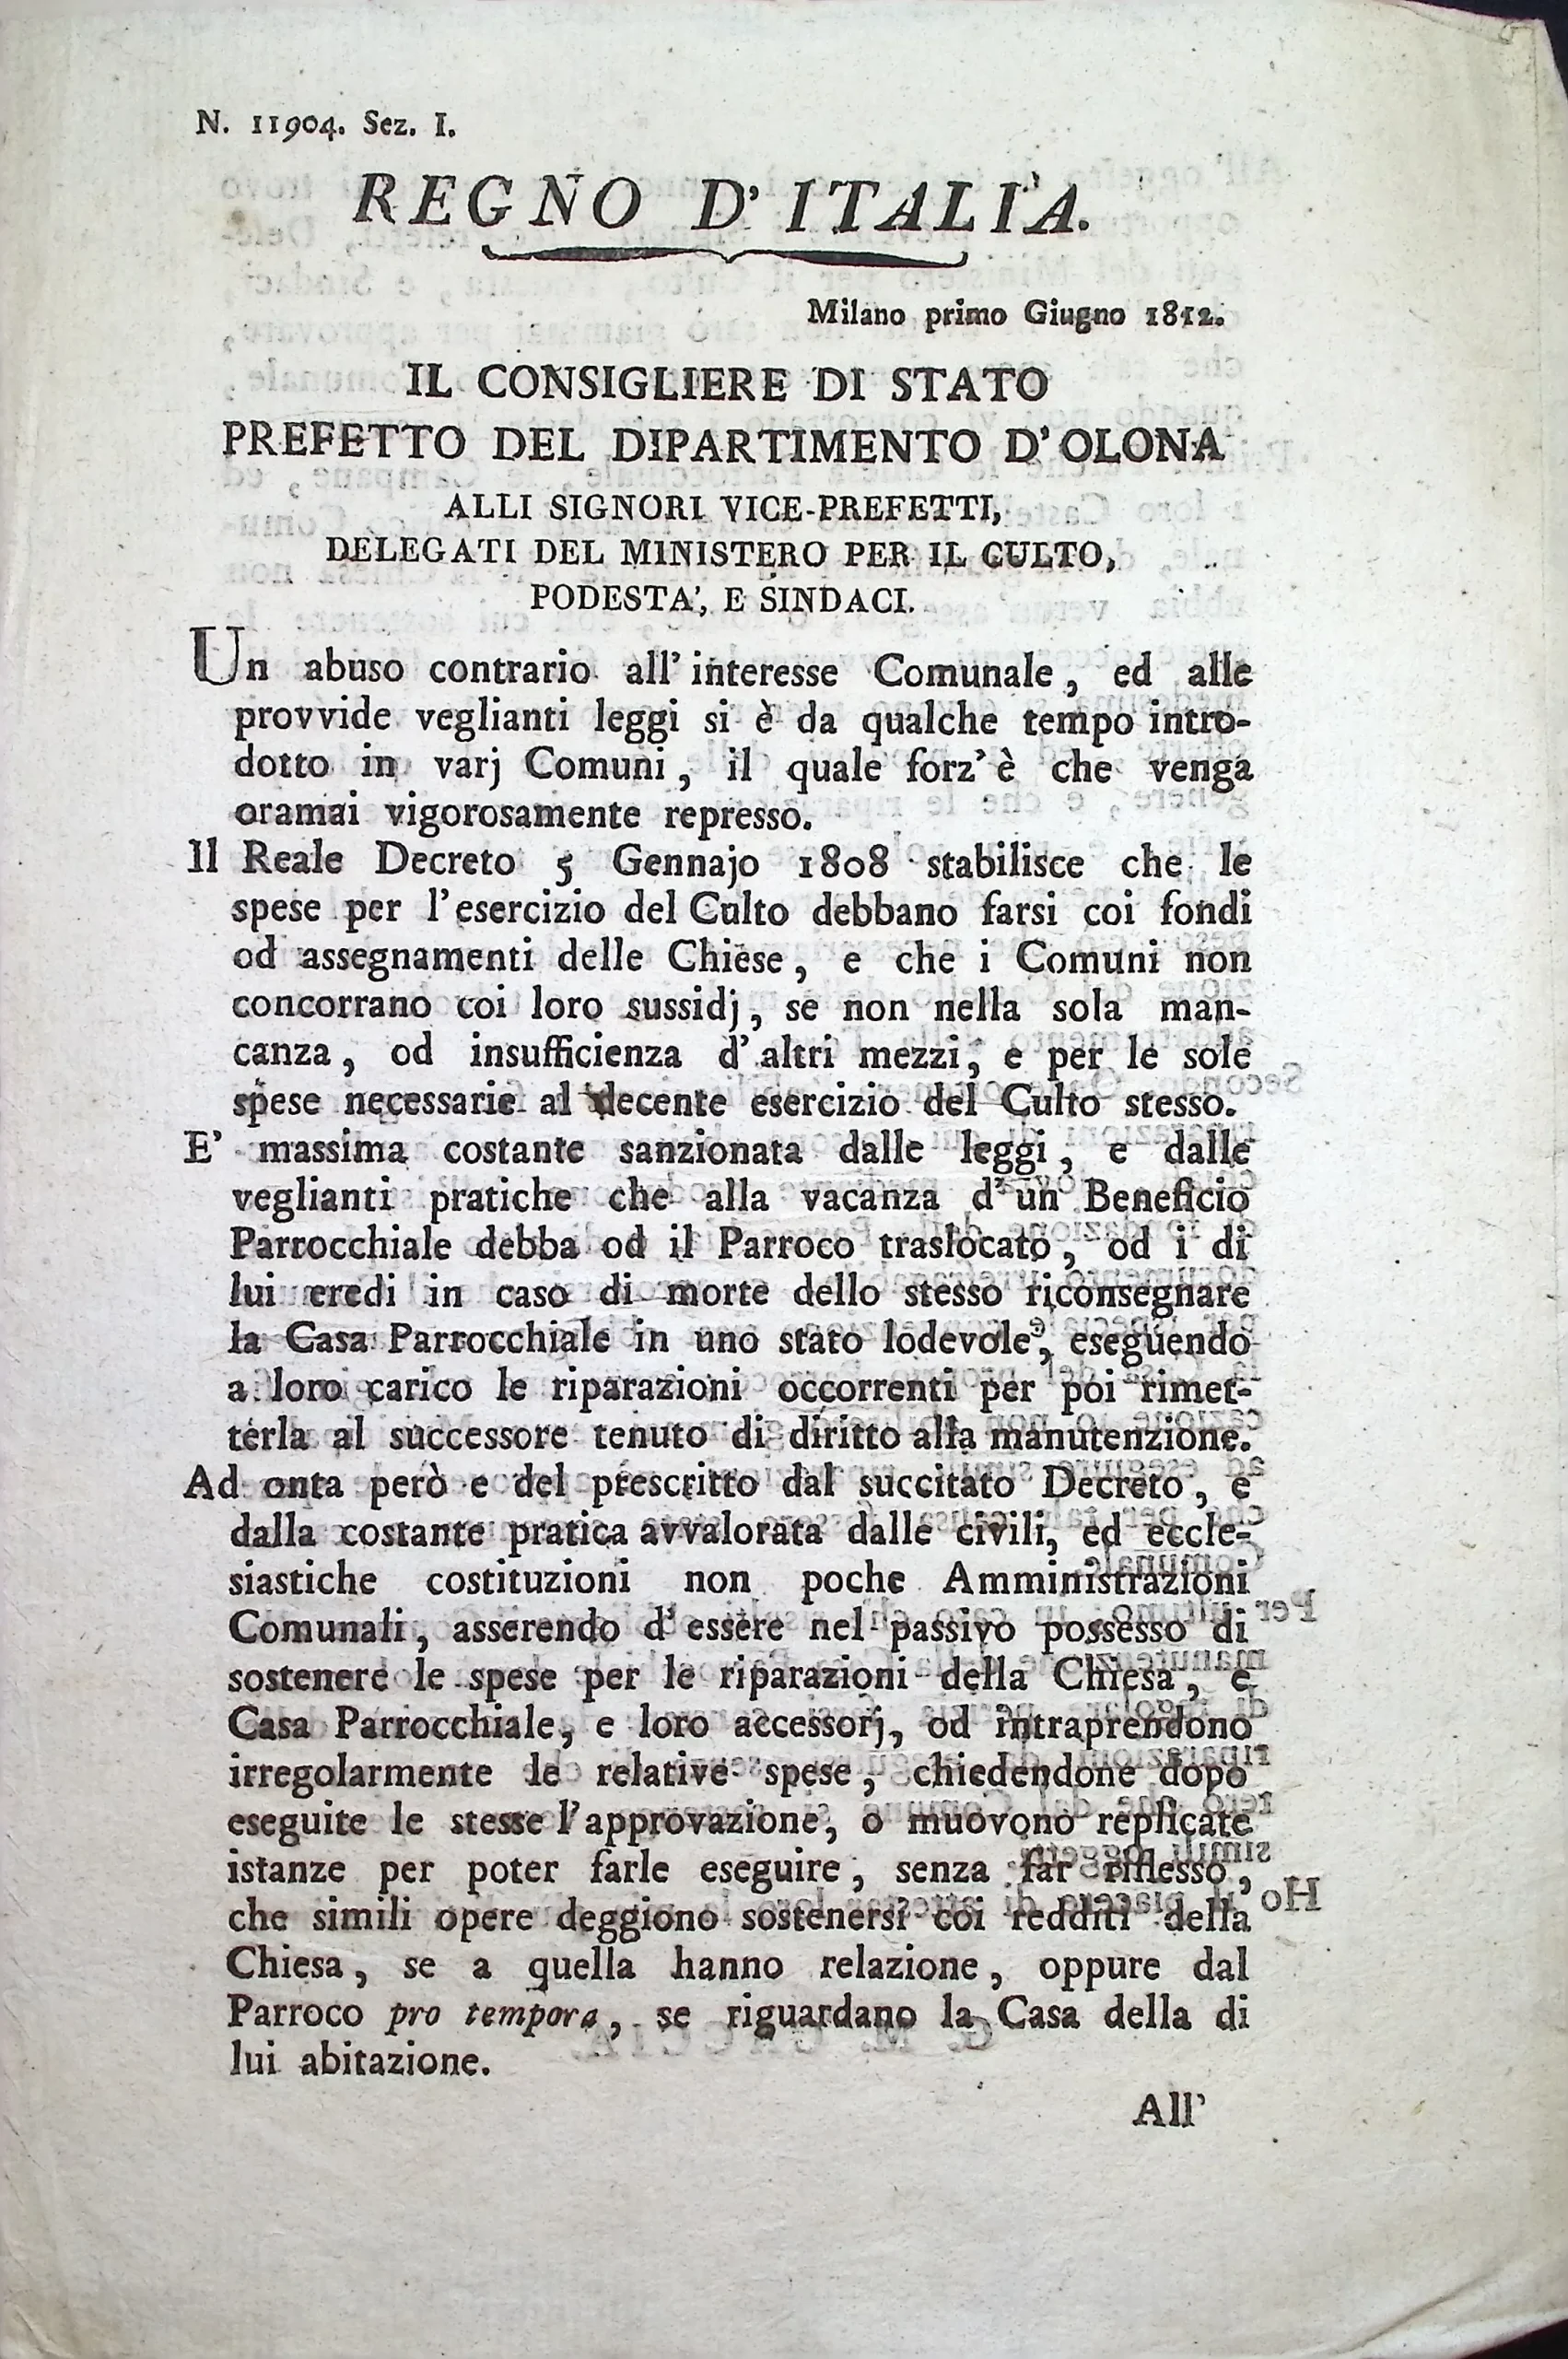 N. 11904. Sez. I.
REGNO D' ITALIA.
Milano primo Giugno 1812.
IL CONSIGLIERE DI STATO
PREFETTO DEL DIPARTIMENTO D' OLONA
ALLI SIGNORI VICE-PREFETTI,
DELEGATI DEL MINISTERO PER IL CULTO,
PODESTA', E SINDACI.
Un abuso contrario all' interesse Comunale, ed alle
provvide veglianti leggi si è da qualche tempo intro-
dotto in varj Comuni, il quale forz' è che venga
oramai vigorosamente represso.
Il Reale Decreto 5 Gennajo 1808 stabilisce che le
spese per l'esercizio del Culto debbano farsi coi fondi
od assegnamenti delle Chiese, e che i Comuni non
concorrano coi loro sussidj, se non nella sola man-
canza, od insufficienza d' altri mezzi, e per le sole
spese necessarie al decente esercizio del Culto stesso.
E' massima costante sanzionata dalle leggi, e dalle
veglianti pratiche che alla vacanza d' un Beneficio
Parrocchiale debba od il Parroco traslocato, od i di
lui eredi in caso di morte dello stesso riconsegnare
la Casa Parrocchiale in uno stato lodevole, eseguendo
a loro carico le riparazioni occorrenti per poi rimet-
terla al successore tenuto di diritto alla manutenzione.
Ad onta però e del prescritto dal succitato Decreto, e
dalla costante pratica avvalorata dalle civili, ed eccle-
siastiche costituzioni non poche Amministrazioni
Comunali, asserendo d' essere nel passivo possesso di
sostenere le spese per le riparazioni della Chiesa, e
Casa Parrocchiale, e loro accessorj, od intraprendono
irregolarmente le relative spese, chiedendone dopo
eseguite le stesse l' approvazione, o muovono replicate
istanze per poter farle eseguire, senza far riflesso,
che simili opere deggiono sostenersi coi redditi della
Chiesa, se a quella hanno relazione, oppure dal
Parroco pro tempora, se riguardano la Casa della di
lui abitazione.
All'